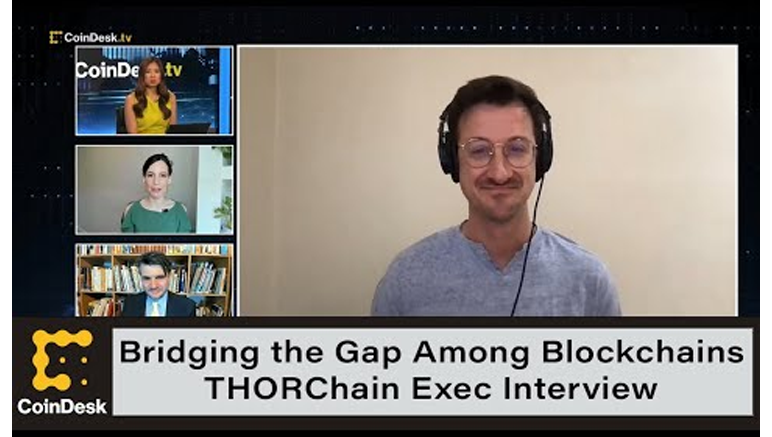 CoinDesk.tv
CoinDesk.tv
Bridging the Gap Among Blockchains
THORChain Exec Interview
CoinDesk